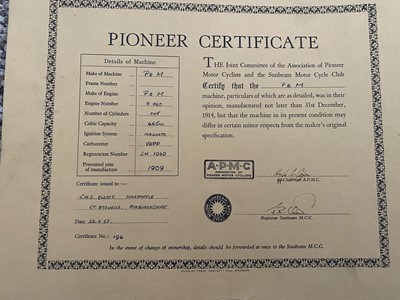 PIONEER CERTIFICATE
Details of Machine
Make of Machine P & M
Frame Number -
Make of Engine P & M
Engine Number
Number of Cylinders ONE
Cubic Capacity
Ignition System MAGNETO
Carburetter VAPP
Registration Number
Presumed year of manufacture 1909
THE Joint Committee of the Association of Pioneer
Motor Cyclists and the Sunbeam Motor Cycle Club
Certify that the P & M
machine, particulars of which are as detailed, was in their
opinion, manufactured not later than 31st December,
1914, but that the machine in its present condition may
differ in certain minor respects from the maker's original
specification.
A·P·M·C
ASSOCIATION OF
PIONEER MOTOR CYCLISTS
Chairman A.P.M.C.
Certificate issued to :—
ELLIOT
ST BOSWELLS, ROXBURGHSHIRE
Date
Registrar Sunbeam M.C.C.
Certificate No. 196
In the event of change of ownership, details should be forwarded at once to the Sunbeam M.C.C.